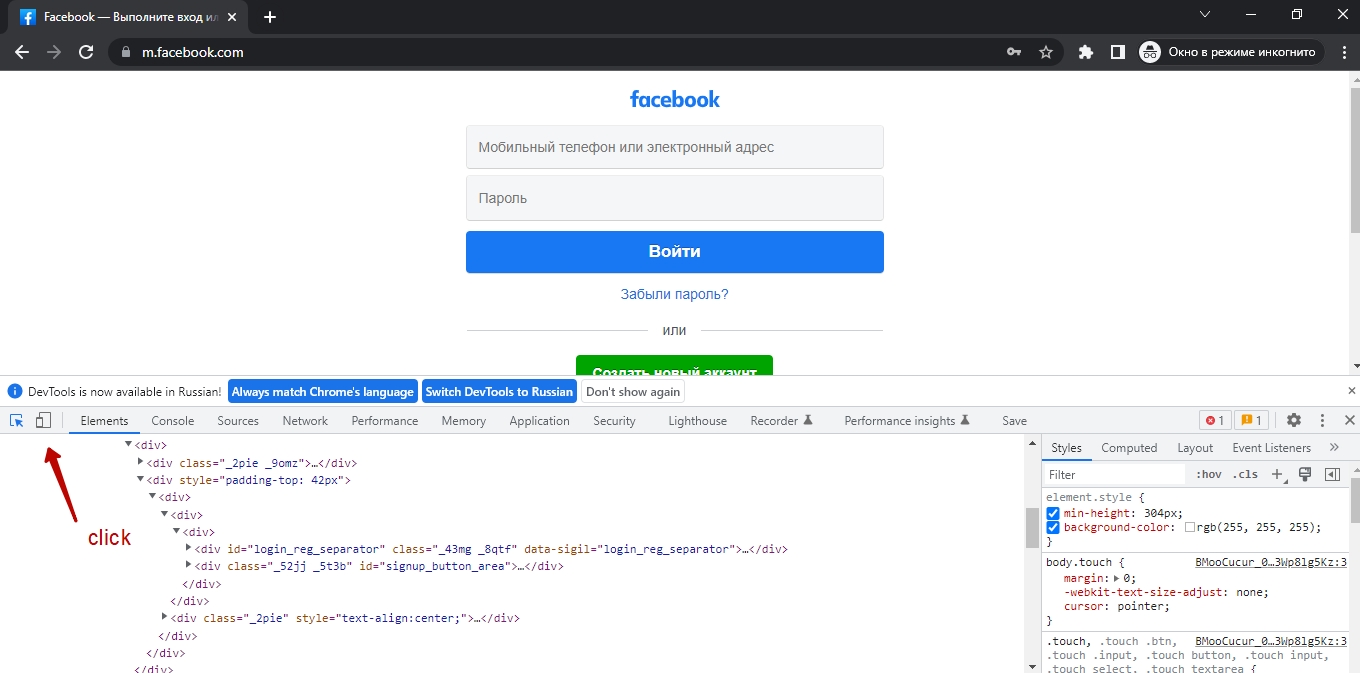 Facebook — Выполните вход ил
m.facebook.com
Окно в режиме инкогнито
facebook
Мобильный телефон или электронный адрес
Пароль
Войти
Забыли пароль?
или
Создать новый аккаунт
DevTools is now available in Russian! Always match Chrome's language Switch DevTools to Russian Don't show again
Elements Console Sources Network Performance Memory Application Security Lighthouse Recorder Performance insights Save 1 1
<div>
<div class="_2pie _9omz">…</div>
<div style="padding-top: 42px">
<div>
<div>
<div>
<div id="login_reg_separator" class="_43mg _8qtf" data-sigil="login_reg_separator">…</div>
<div class="_52jj _5t3b" id="signup_button_area">…</div>
</div>
</div>
<div class="_2pie" style="text-align:center;">…</div>
</div>
</div>
</div>
click
Styles Computed Layout Event Listeners »
Filter :hov .cls +
element.style {
min-height: 304px;
background-color: rgb(255, 255, 255);
}
body.touch { BMooCucur_0…3Wp8lg5Kz:3
margin: 0;
-webkit-text-size-adjust: none;
cursor: pointer;
}
.touch, .touch .btn, BMooCucur_0…3Wp8lg5Kz:3
.touch .input, .touch button, .touch input,
.touch select, .touch textarea {